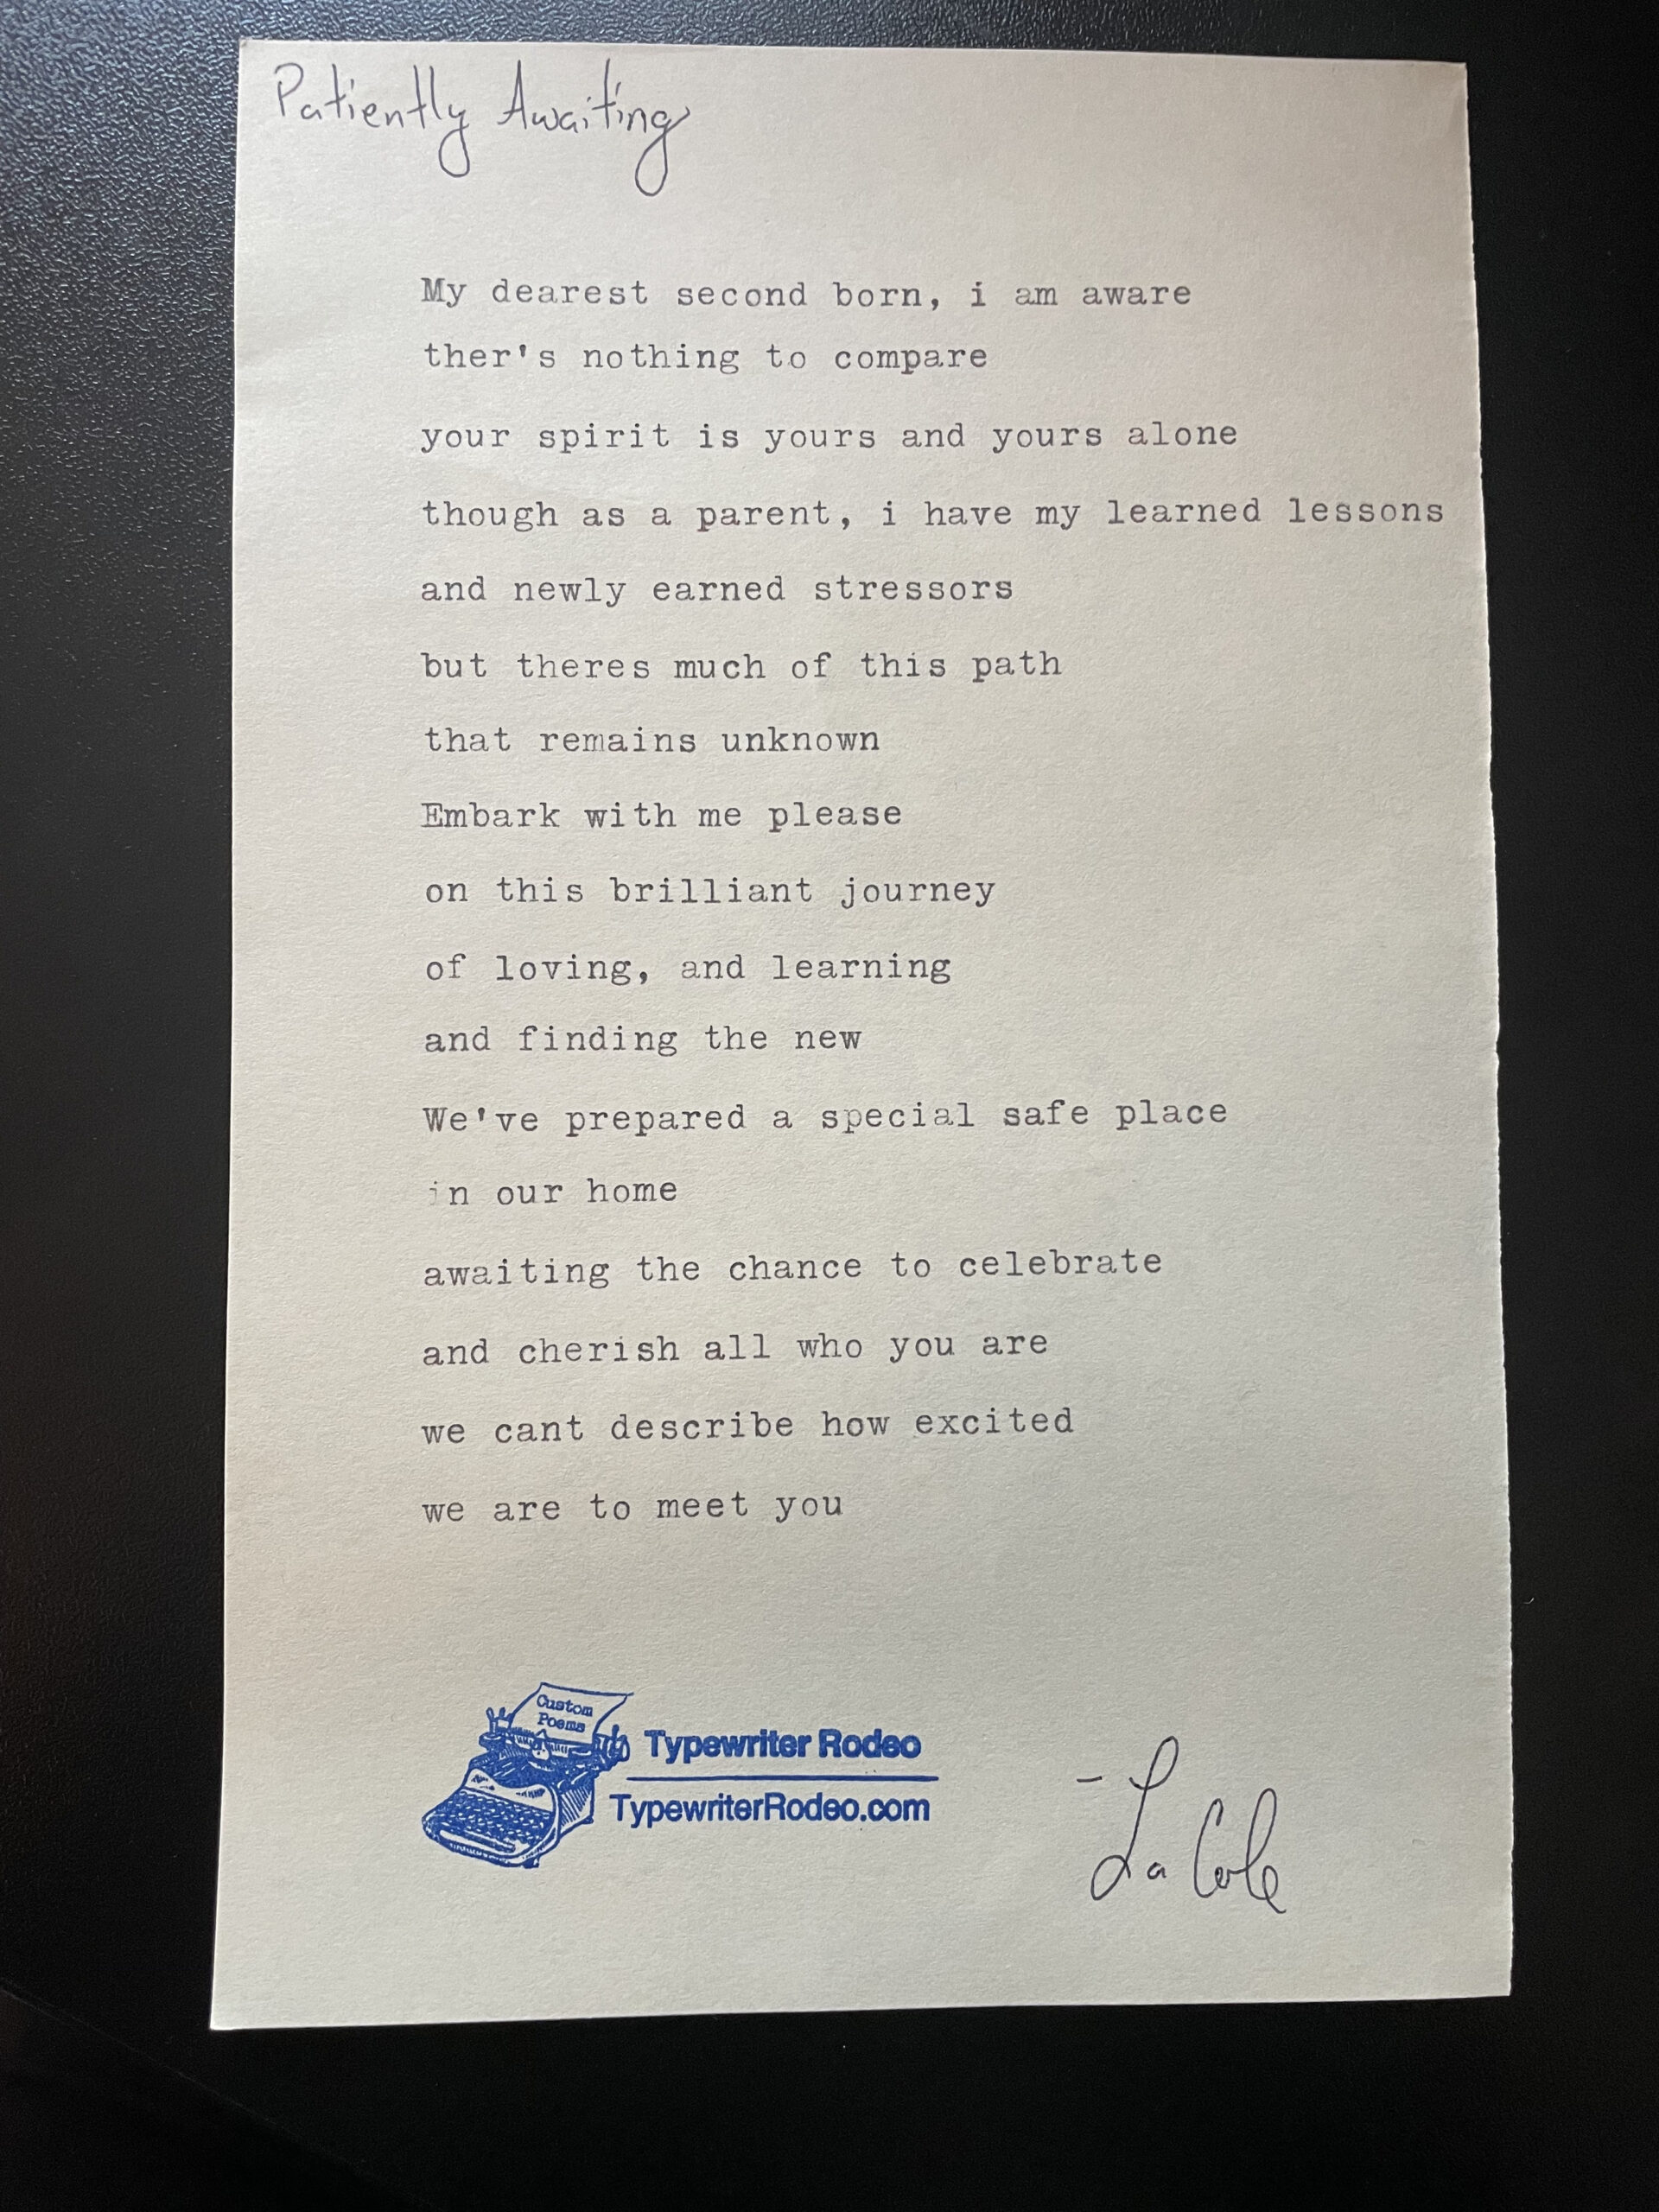 Patiently Awaiting
My dearest second born, i am aware
ther's nothing to compare
your spirit is yours and yours alone
though as a parent, i have my learned lessons
and newly earned stressors
but theres much of this path
that remains unknown
Embark with me please
on this brilliant journey
of loving, and learning
and finding the new
We've prepared a special safe place
in our home
awaiting the chance to celebrate
and cherish all who you are
we cant describe how excited
we are to meet you
Custom
Poems
Typewriter Rodeo
TypewriterRodeo.com
- La Cole